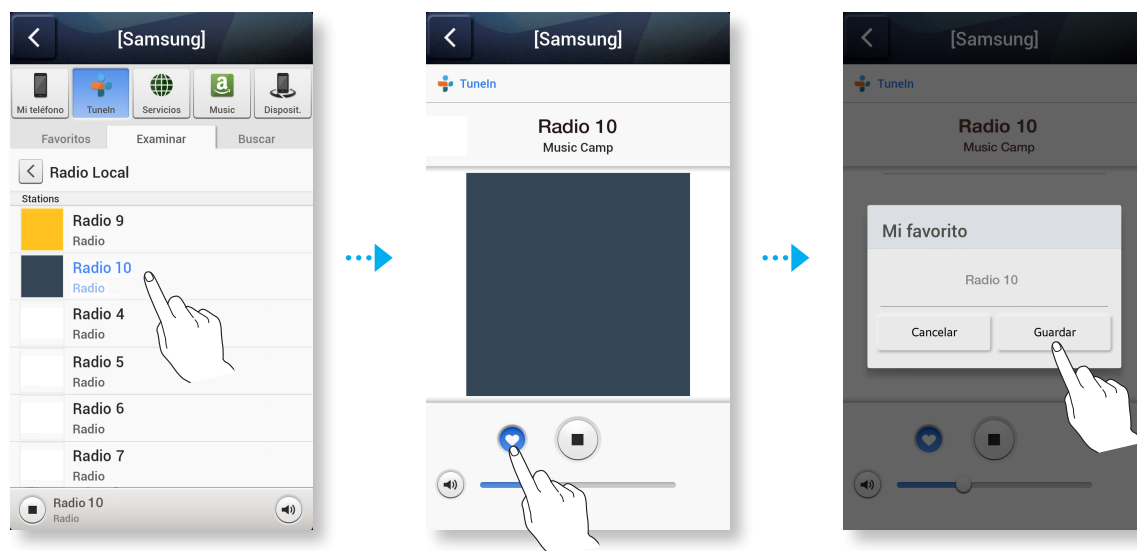 [Samsung]
Mi teléfono
TuneIn
Servicios
Music
Disposit.
Favoritos
Examinar
Buscar
Radio Local
Stations
Radio 9
Radio
Radio 10
Radio
Radio 4
Radio
Radio 5
Radio
Radio 6
Radio
Radio 7
Radio
Radio 10
Radio
[Samsung]
TuneIn
Radio 10
Music Camp
[Samsung]
TuneIn
Radio 10
Music Camp
Mi favorito
Radio 10
Cancelar
Guardar